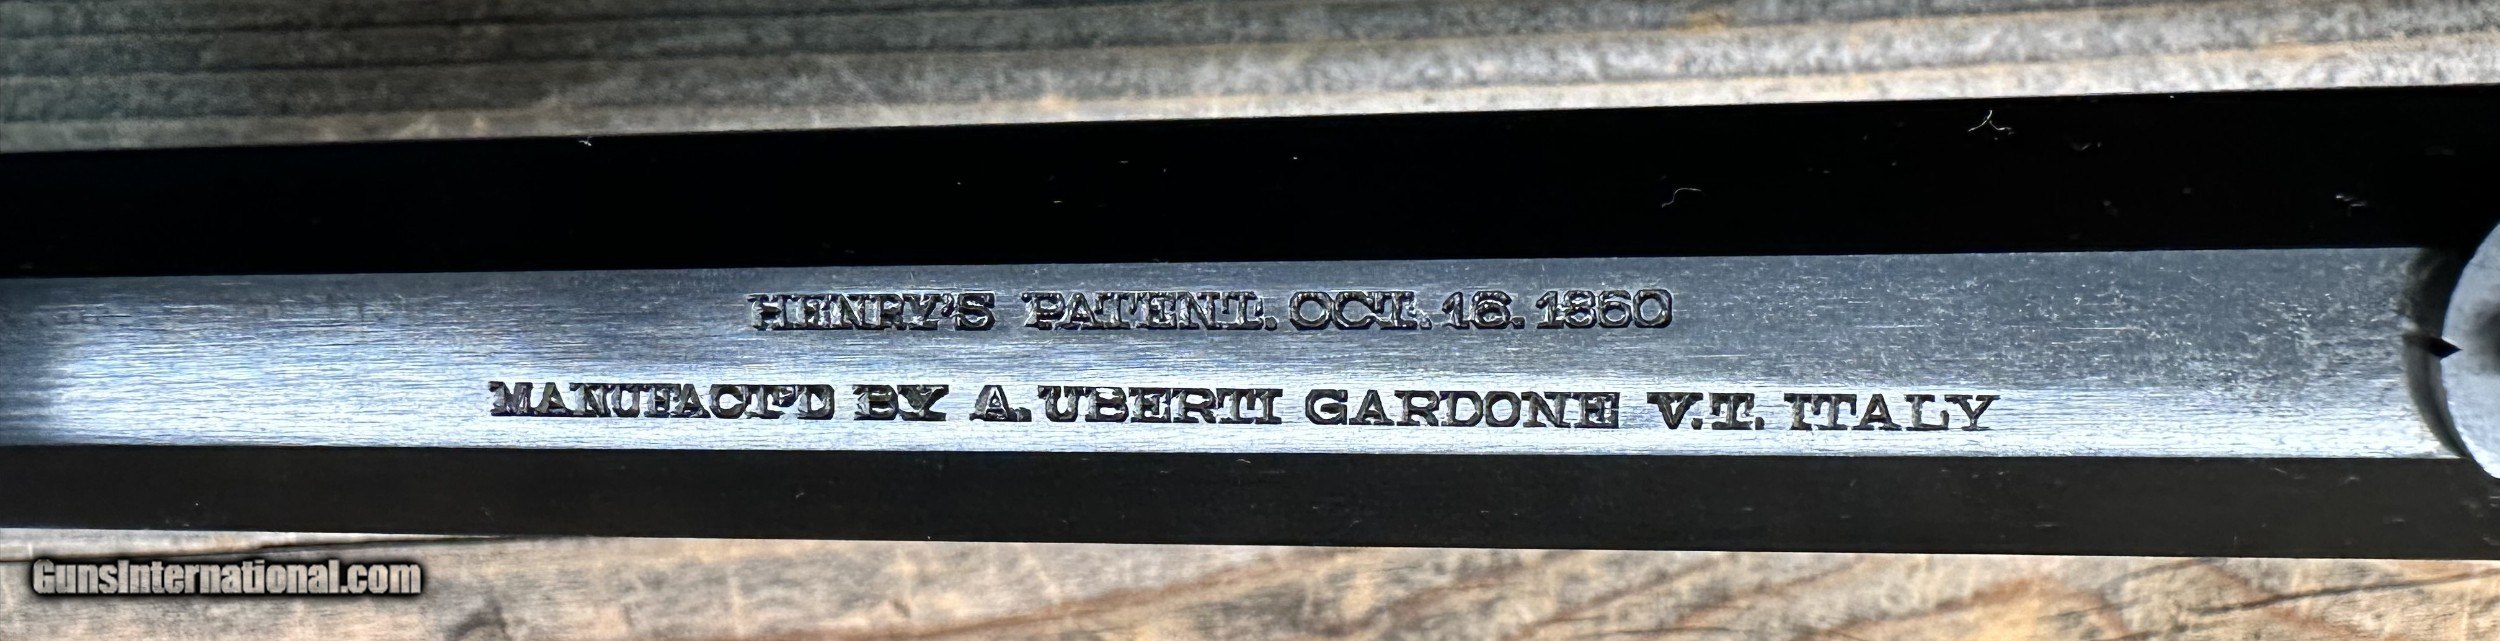 HENRY'S PATENT. OCT. 16. 1860
MANUFACT'D BY A. UBERTI GARDONE V.T. ITALY
GunsInternational.com